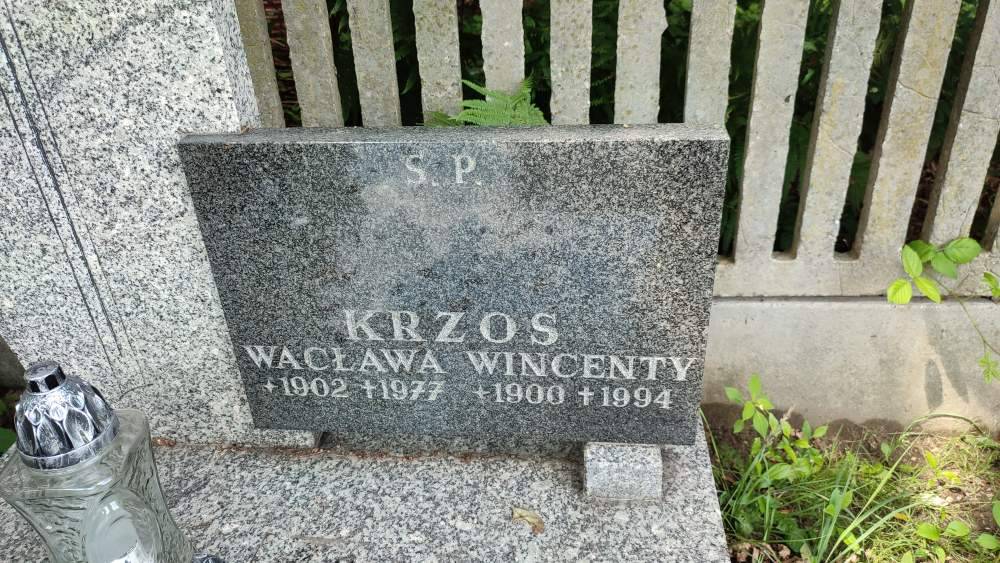 S. P.
KRZOS
WACŁAWA WINCENTY
+1902 †1977 +1900 †1994